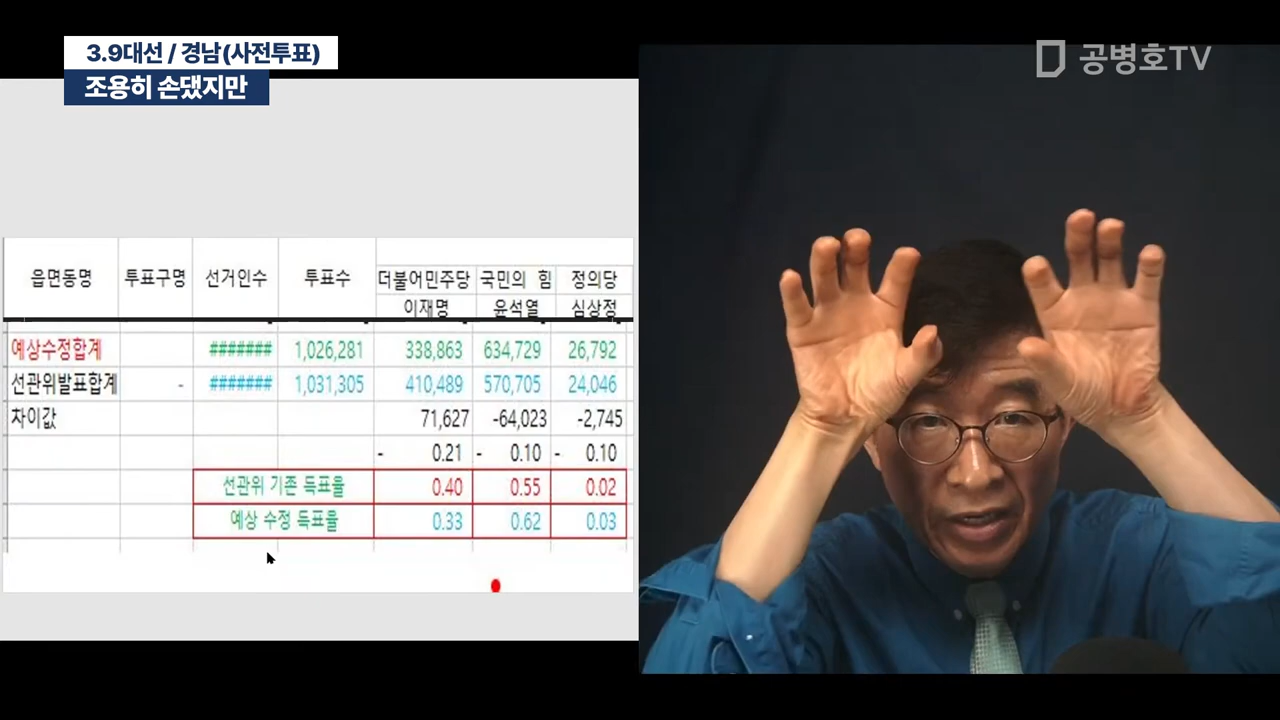 3.9대선 / 경남(사전투표)
조용히 손댔지만
공병호TV
읍면동명 투표구명 선거인수 투표수 더불어민주당 국민의 힘 정의당
이재명 윤석열 심상정
예상수정합계 ####### 1,026,281 338,863 634,729 26,792
선관위발표합계 - ####### 1,031,305 410,489 570,705 24,046
차이값 71,627 -64,023 -2,745
- 0.21 - 0.10 - 0.10
선관위 기존 득표율 0.40 0.55 0.02
예상 수정 득표율 0.33 0.62 0.03